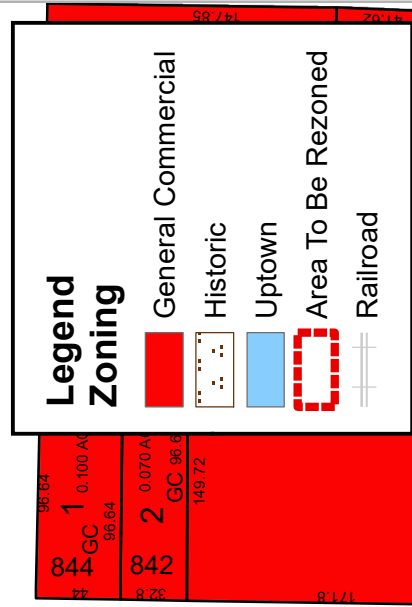 147.85
241.62
Legend
Zoning
General Commercial
Historic
Uptown
Area To Be Rezoned
Railroad
96.64
844 GC 1 0.100 AC
96.64
44
842 2 0.070 AC
GC 96.6
32.8
149.72
171.8